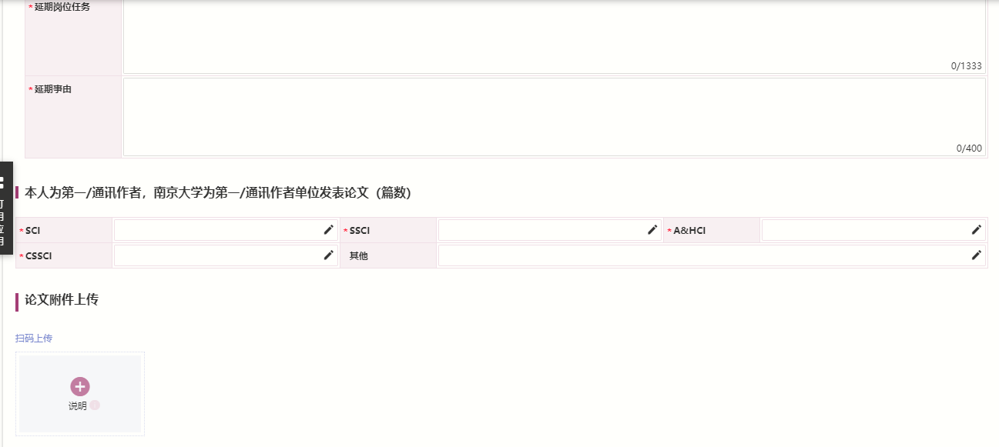 *延期岗位任务
0/1333
*延期事由
0/400
本人为第一/通讯作者，南京大学为第一/通讯作者单位发表论文（篇数）
*SCI
*SSCI
*A&HCI
*CSSCI
其他
论文附件上传
扫码上传
说明